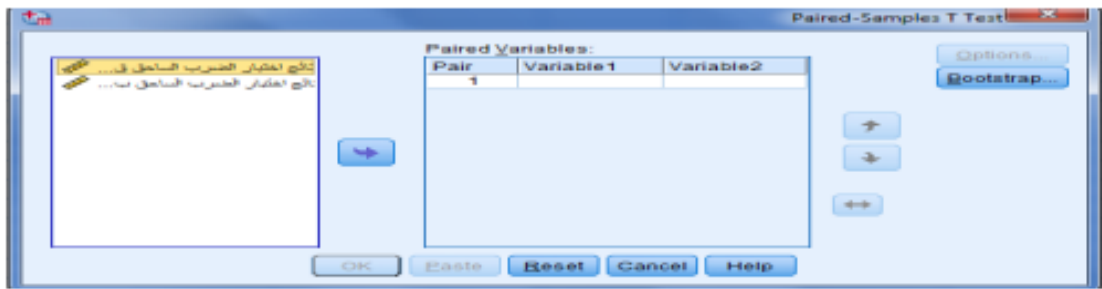 Paired-Samples T Test
Paired Variables:
Pair Variable1 Variable2
1
نتائج اختبار الضرب الساحق ق...
نتائج اختبار الضرب الساحق ب...
Options...
Bootstrap...
OK Paste Reset Cancel Help